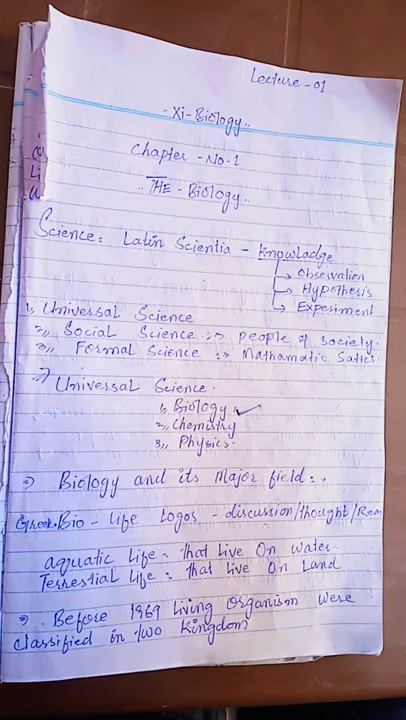 Lecture - 01
Xi-Biology
Chapter - No-1
THE - Biology
Science: Latin Scientia - Knowladge
↳ Observation
↳ Hypothesis
↳ Experiment
1,, Universal Science
2,, Social Science :-> people of society.
3,, Formal Science :-> Mathamatic Satics
=> Universal Science.
1,, Biology ✓
2,, Chemistry
3,, Physics.
=> Biology and its Major field :-
Greek. Bio - Life Logos - discussion/thought/Reas
aquatic Life = that live On water.
Terrestial Life = that live On Land
=> Before 1969 living Organism were
classified in two Kingdom